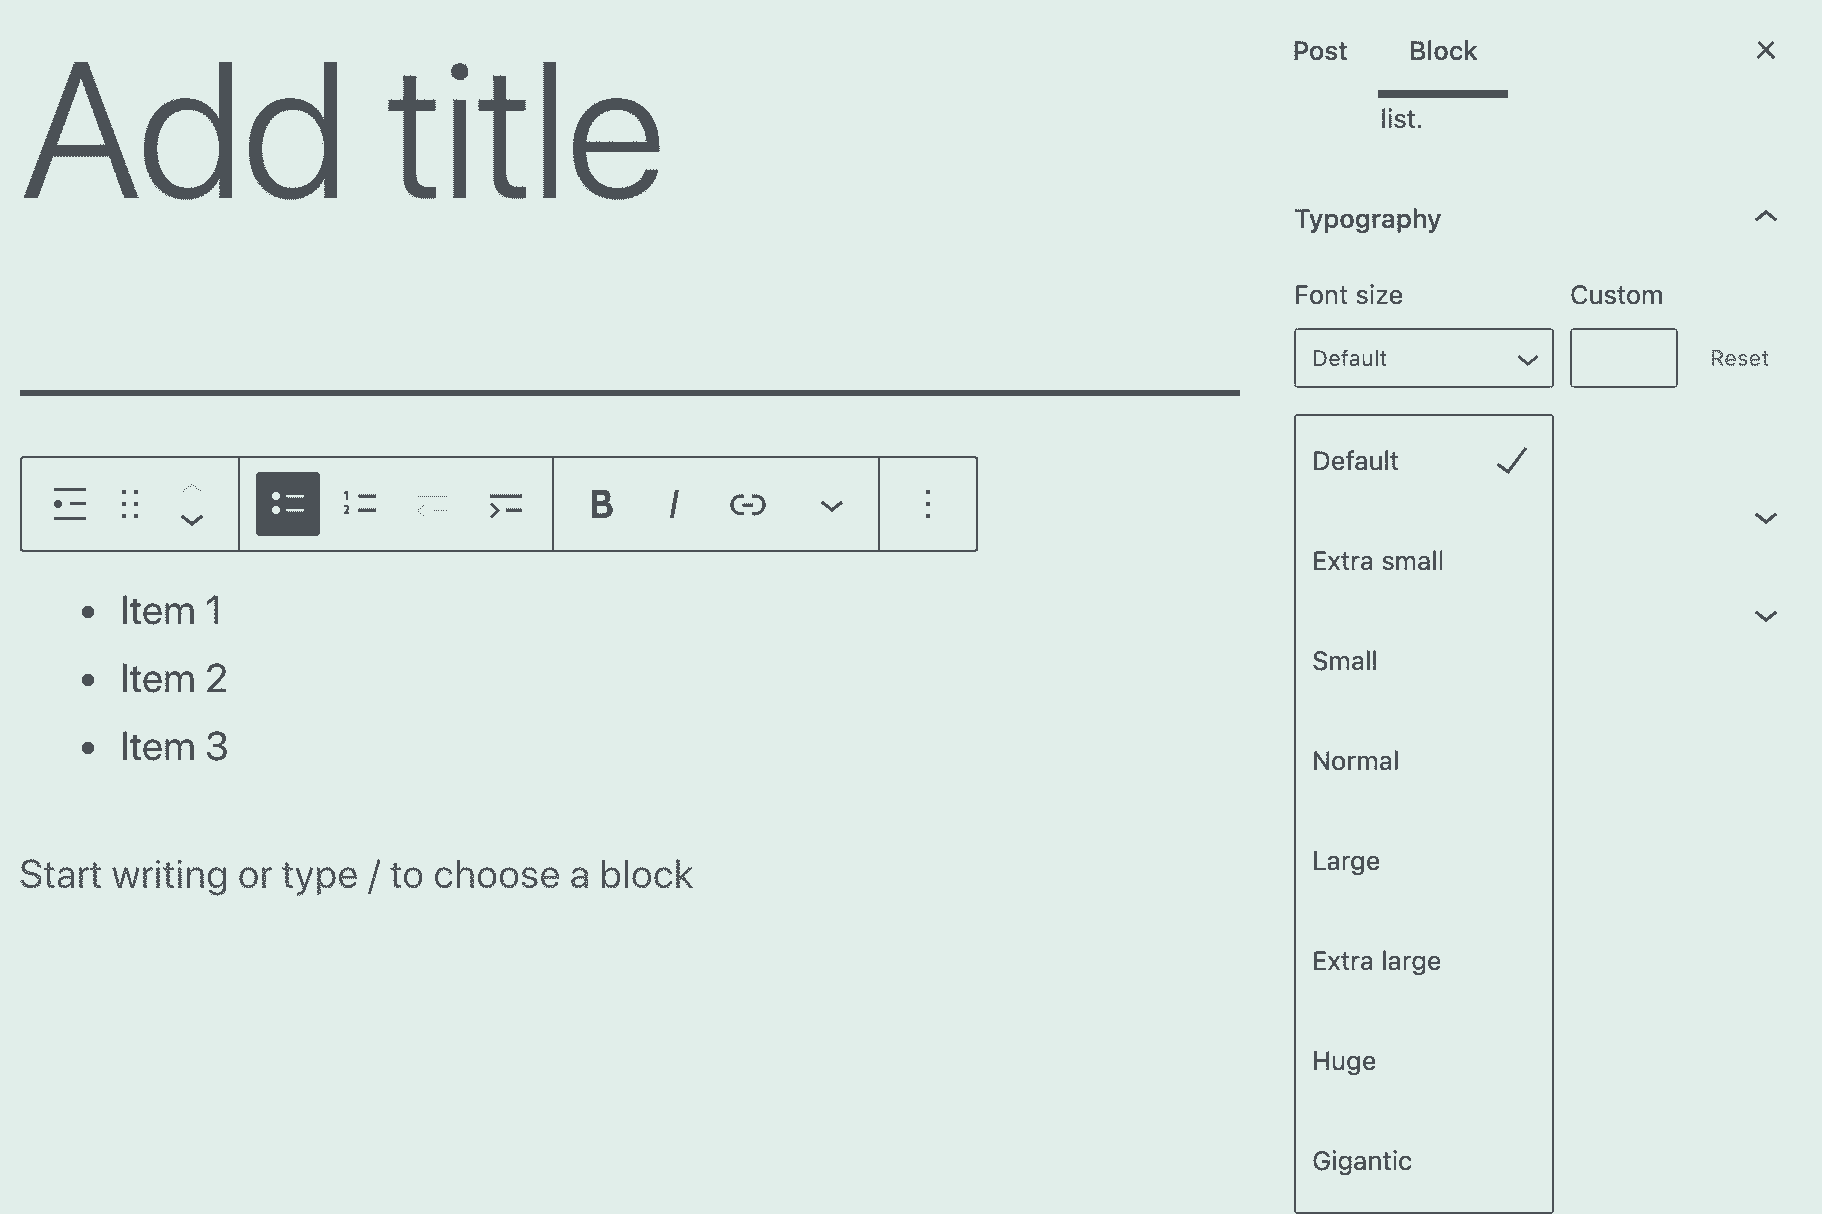 Add title
B I
Item 1
Item 2
Item 3
Start writing or type / to choose a block
Post Block
list.
Typography
Font size Custom
Default Reset
Default
Extra small
Small
Normal
Large
Extra large
Huge
Gigantic